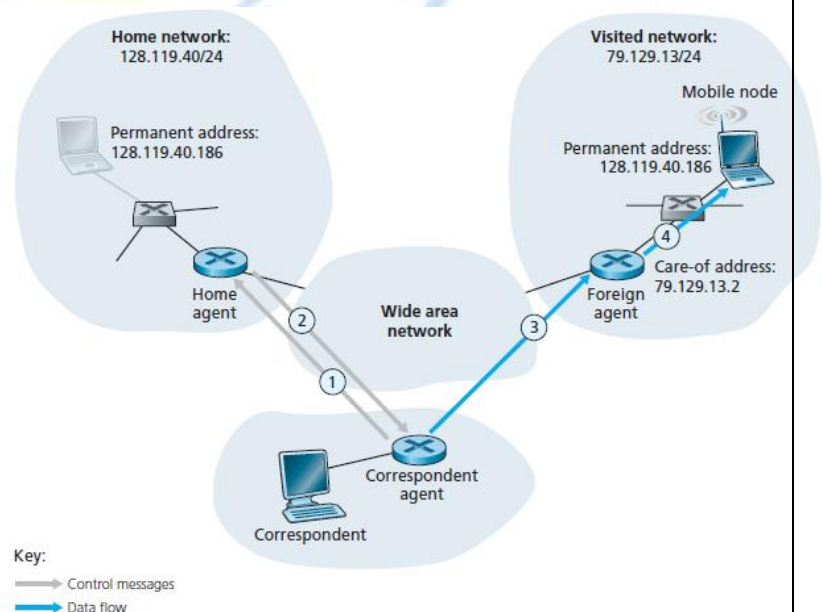 Home network:
128.119.40/24
Visited network:
79.129.13/24
Mobile node
Permanent address:
128.119.40.186
Permanent address:
128.119.40.186
4
Care-of address:
79.129.13.2
Home
agent
2
Wide area
network
Foreign
agent
3
1
Correspondent
agent
Correspondent
Key:
Control messages
Data flow